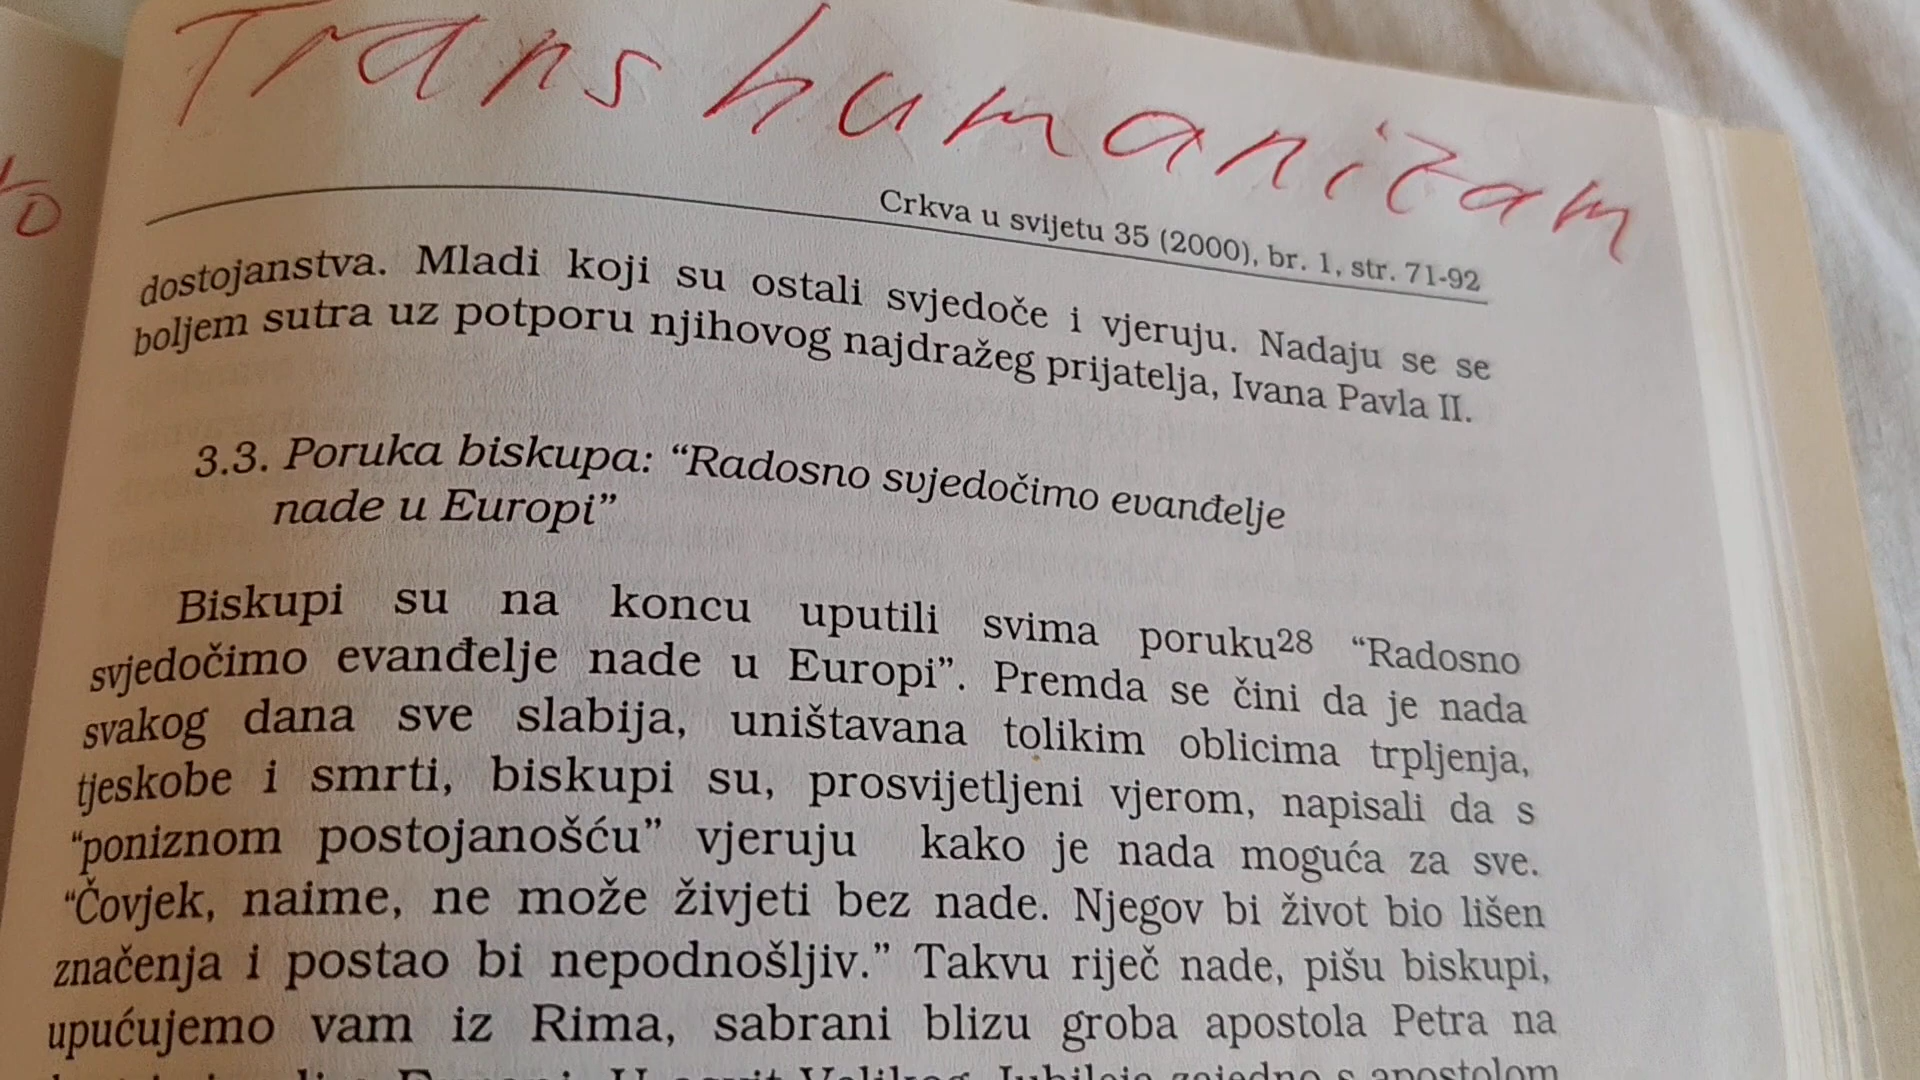 Transhumanizam
Crkva u svijetu 35 (2000), br. 1, str. 71-92
dostojanstva. Mladi koji su ostali svjedoče i vjeruju. Nadaju se se
boljem sutra uz potporu njihovog najdražeg prijatelja, Ivana Pavla II.
3.3. Poruka biskupa: “Radosno svjedočimo evanđelje
nade u Europi”
Biskupi su na koncu uputili svima poruku28 “Radosno
svjedočimo evanđelje nade u Europi”. Premda se čini da je nada
svakog dana sve slabija, uništavana tolikim oblicima trpljenja,
tjeskobe i smrti, biskupi su, prosvijetljeni vjerom, napisali da s
“poniznom postojanošću” vjeruju kako je nada moguća za sve.
“Čovjek, naime, ne može živjeti bez nade. Njegov bi život bio lišen
značenja i postao bi nepodnošljiv.” Takvu riječ nade, pišu biskupi,
upućujemo vam iz Rima, sabrani blizu groba apostola Petra na
Jubileja zajedno s apostolom